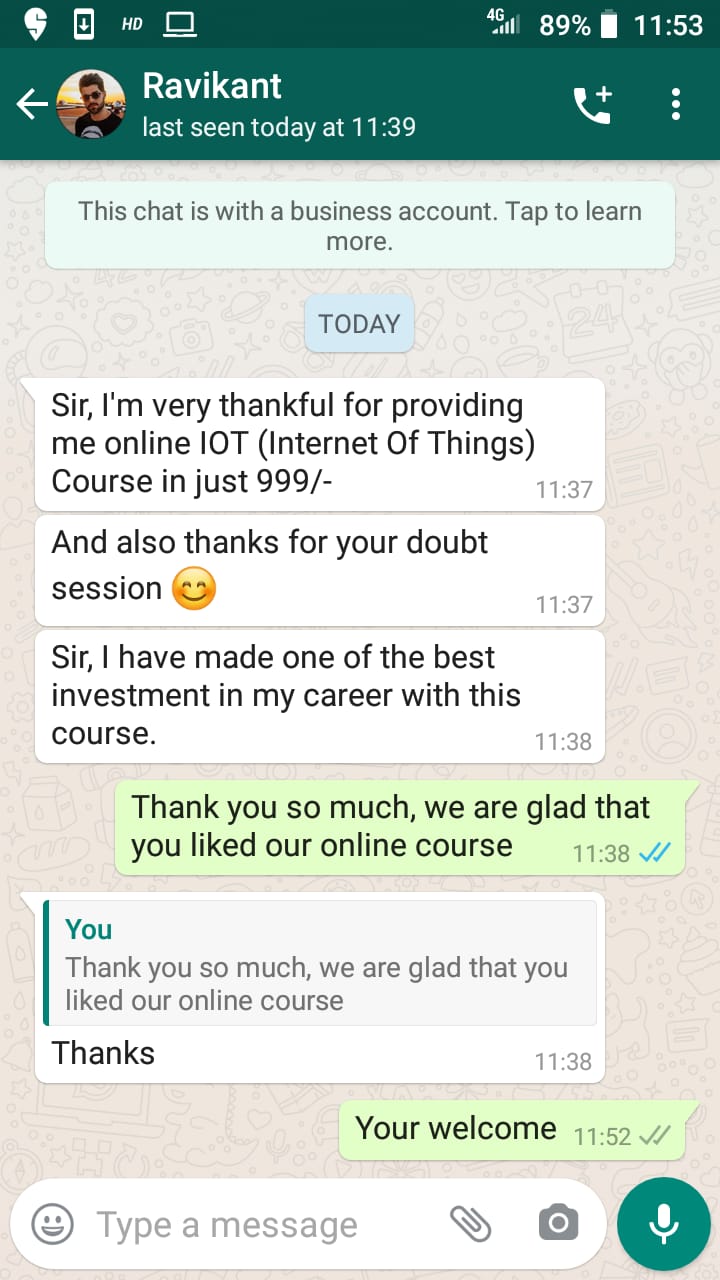 HD 4G 89% 11:53
Ravikant
last seen today at 11:39
This chat is with a business account. Tap to learn
more.
TODAY
Sir, I'm very thankful for providing
me online IOT (Internet Of Things)
Course in just 999/-
11:37
And also thanks for your doubt
session 😊
11:37
Sir, I have made one of the best
investment in my career with this
course.
11:38
Thank you so much, we are glad that
you liked our online course
11:38
You
Thank you so much, we are glad that you
liked our online course
Thanks
11:38
Your welcome
11:52
Type a message